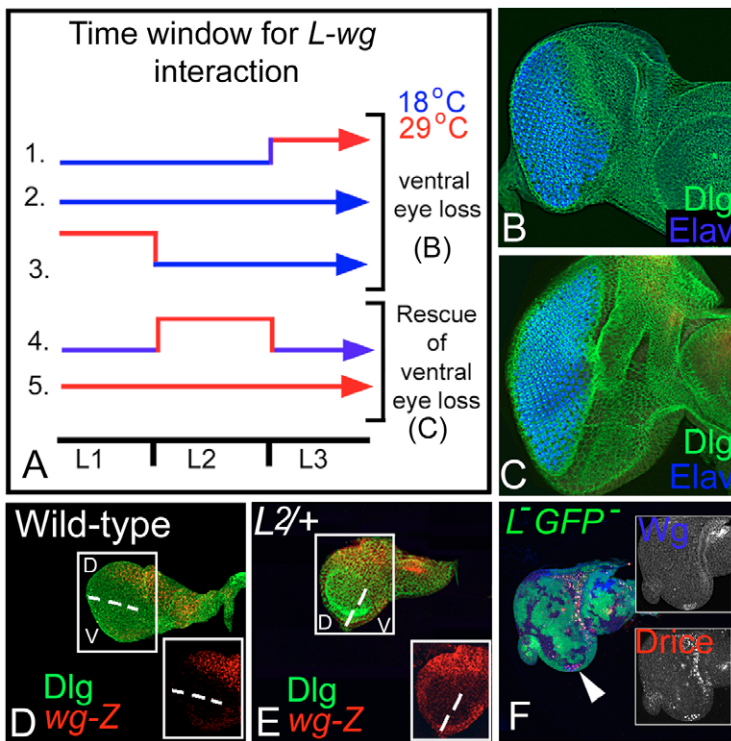 Time window for L-wg
interaction
18°C
29°C
1.
2.
3.
ventral
eye loss
(B)
4.
5.
Rescue
of
ventral
eye loss
(C)
A
L1
L2
L3
Dlg
B
Elav
Dlg
C
Elav
Wild-type
D
V
Dlg
D
wg-Z
L2/+
D
V
Dlg
E
wg-Z
L- GFP-
Wg
Drice
F